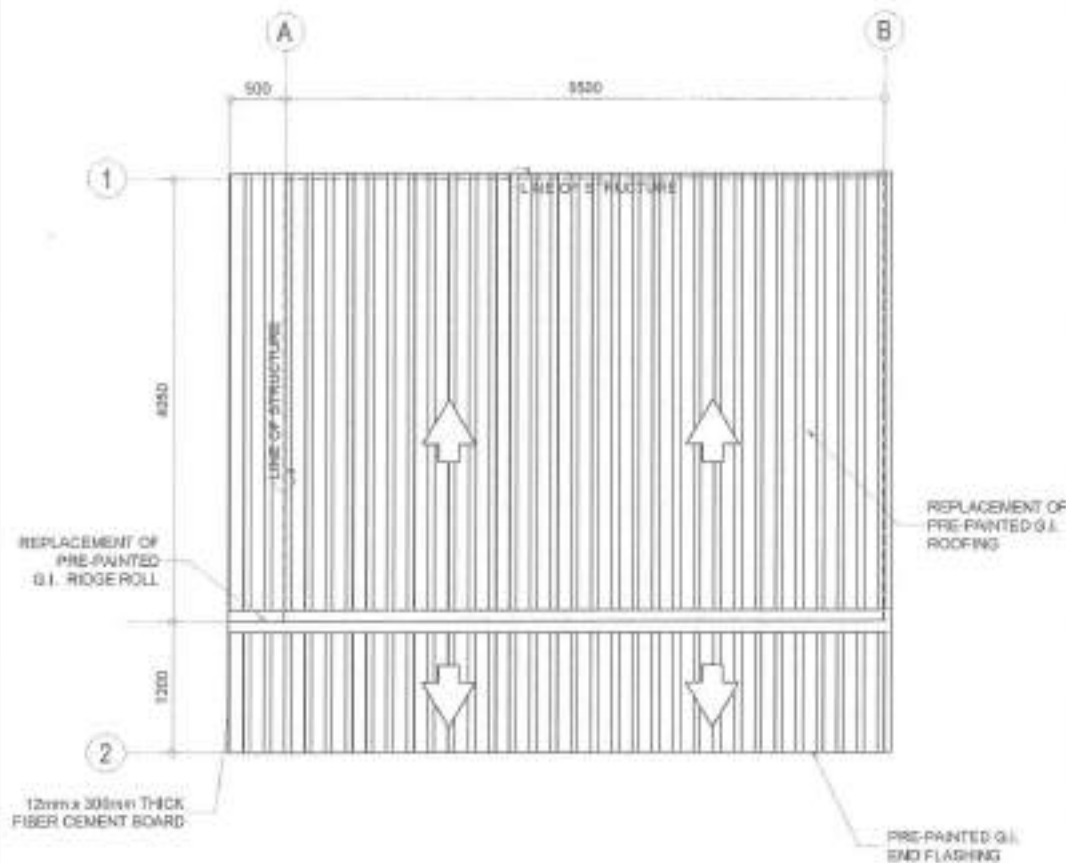 A
B
500
5500
1
LINE OF STRUCTURE
LINE OF STRUCTURE
REPLACEMENT OF
PRE-PAINTED G.I.
ROOFING
REPLACEMENT OF
PRE-PAINTED
G.I. RIDGE ROLL
1200
2
12mm x 300mm THICK
FIBER CEMENT BOARD
PRE-PAINTED G.I.
END FLASHING